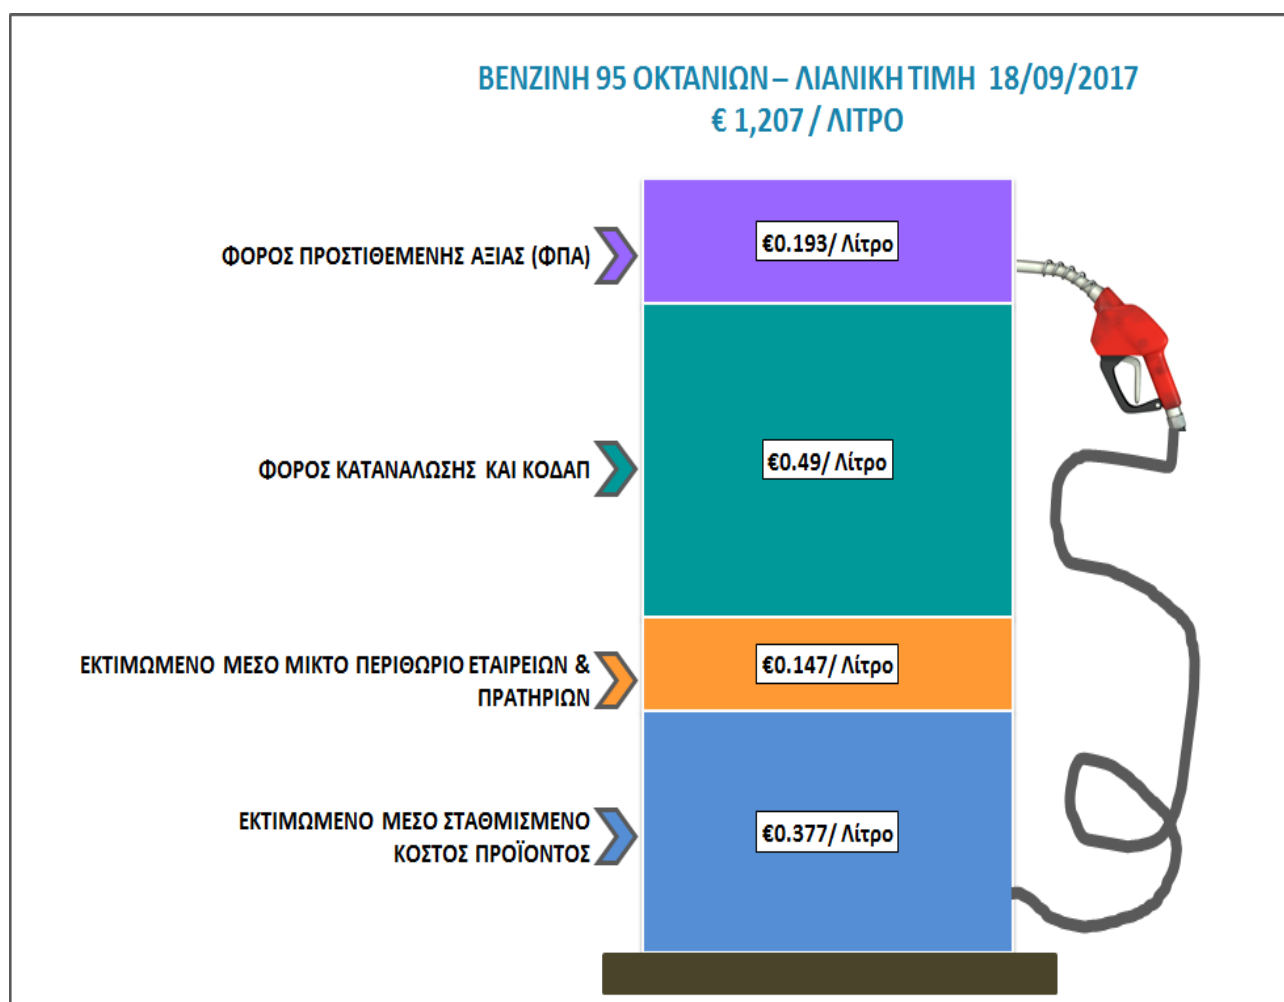 ΒΕΝΖΙΝΗ 95 ΟΚΤΑΝΙΩΝ – ΛΙΑΝΙΚΗ ΤΙΜΗ 18/09/2017
€ 1,207 / ΛΙΤΡΟ
€0.193/ Λίτρο
ΦΟΡΟΣ ΠΡΟΣΤΙΘΕΜΕΝΗΣ ΑΞΙΑΣ (ΦΠΑ)
€0.49/ Λίτρο
ΦΟΡΟΣ ΚΑΤΑΝΑΛΩΣΗΣ ΚΑΙ ΚΟΔΑΠ
€0.147/ Λίτρο
ΕΚΤΙΜΩΜΕΝΟ ΜΕΣΟ ΜΙΚΤΟ ΠΕΡΙΘΩΡΙΟ ΕΤΑΙΡΕΙΩΝ &
ΠΡΑΤΗΡΙΩΝ
€0.377/ Λίτρο
ΕΚΤΙΜΩΜΕΝΟ ΜΕΣΟ ΣΤΑΘΜΙΣΜΕΝΟ
ΚΟΣΤΟΣ ΠΡΟΪΟΝΤΟΣ